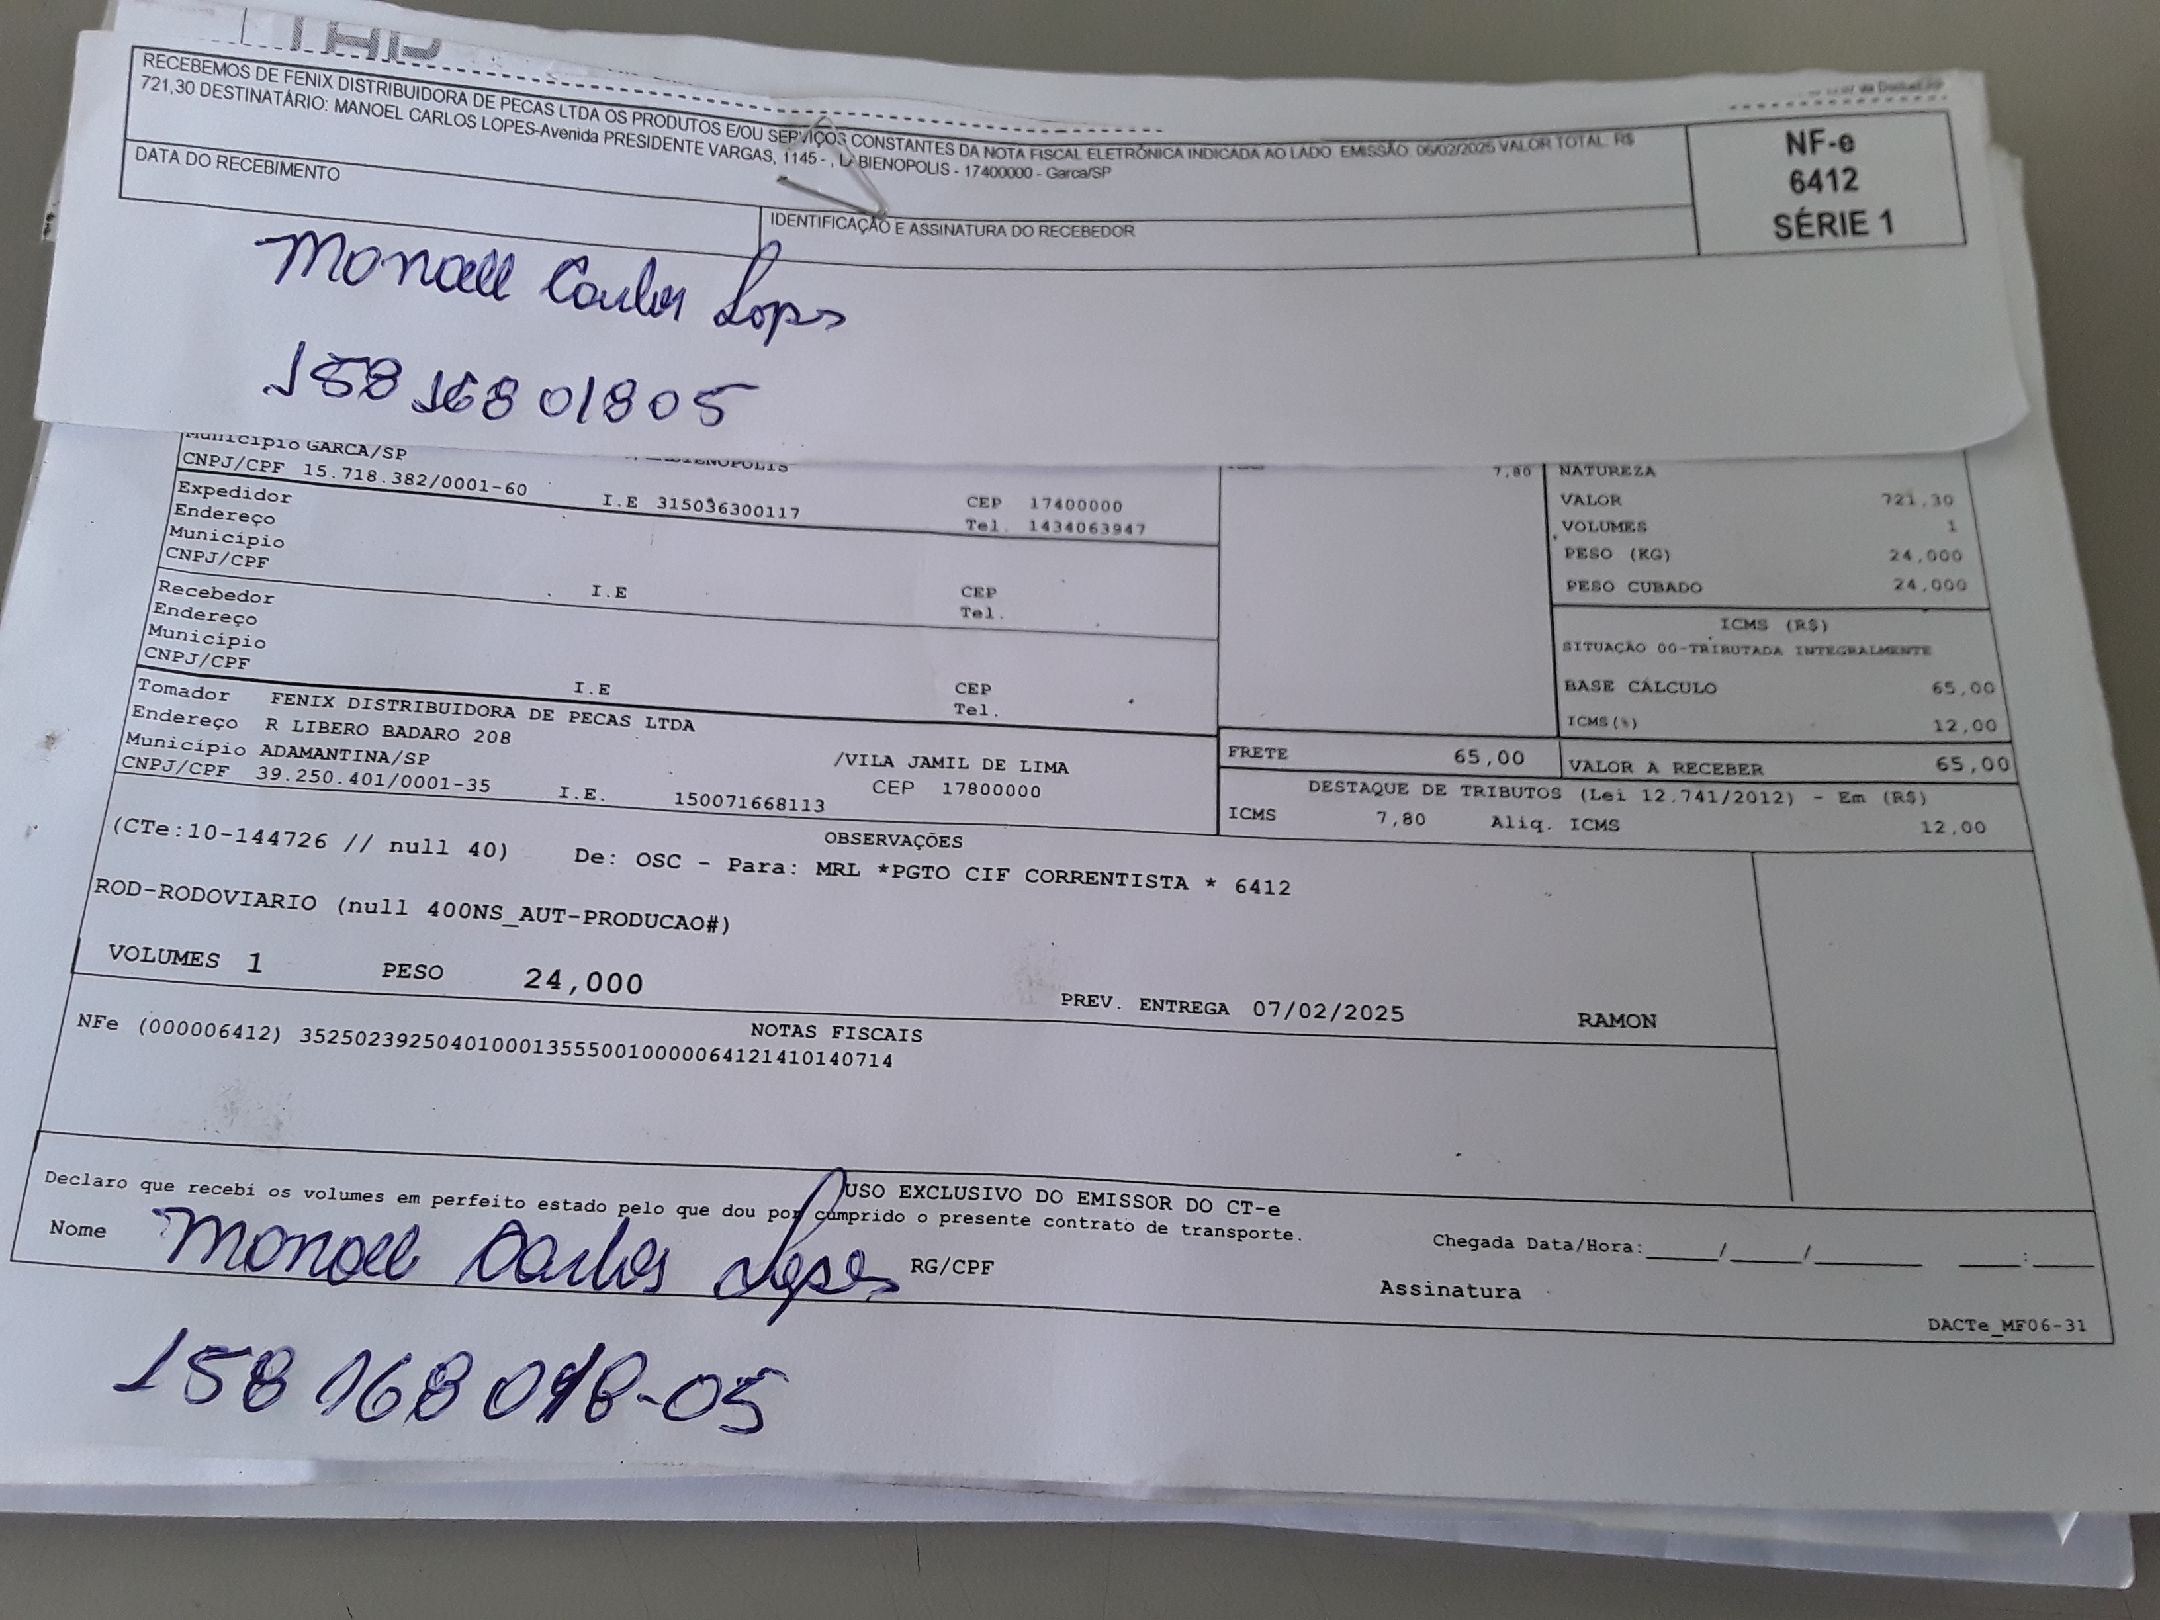 RECEBEMOS DE FENIX DISTRIBUIDORA DE PECAS LTDA OS PRODUTOS E/OU SERVIÇOS CONSTANTES DA NOTA FISCAL ELETRÔNICA INDICADA AO LADO. EMISSÃO: 06/02/2025 VALOR TOTAL: R$
721,30 DESTINATÁRIO: MANOEL CARLOS LOPES-Avenida PRESIDENTE VARGAS, 1145 - , LABIENOPOLIS - 17400000 - Garca/SP
NF-e
6412
SÉRIE 1
DATA DO RECEBIMENTO
IDENTIFICAÇÃO E ASSINATURA DO RECEBEDOR
Manoel Carlos Lopes
15816801805
Município GARCA/SP
CNPJ/CPF 15.718.382/0001-60 I.E 315036300117 CEP 17400000
Tel. 1434063947
Expedidor
Endereço
Município
CNPJ/CPF I.E CEP
Tel.
Recebedor
Endereço
Município
CNPJ/CPF I.E CEP
Tel.
Tomador FENIX DISTRIBUIDORA DE PECAS LTDA
Endereço R LIBERO BADARO 208 /VILA JAMIL DE LIMA
Município ADAMANTINA/SP CEP 17800000
CNPJ/CPF 39.250.401/0001-35 I.E. 150071668113
7,80
NATUREZA
VALOR 721,30
VOLUMES 1
PESO (KG) 24,000
PESO CUBADO 24,000
ICMS (R$)
SITUAÇÃO 00-TRIBUTADA INTEGRALMENTE
BASE CÁLCULO 65,00
ICMS(%) 12,00
FRETE 65,00 VALOR A RECEBER 65,00
DESTAQUE DE TRIBUTOS (Lei 12.741/2012) - Em (R$)
ICMS 7,80 Aliq. ICMS 12,00
OBSERVAÇÕES
(CTe:10-144726 // null 40) De: OSC - Para: MRL *PGTO CIF CORRENTISTA * 6412
ROD-RODOVIARIO (null 400NS_AUT-PRODUCAO#)
VOLUMES 1 PESO 24,000 PREV. ENTREGA 07/02/2025 RAMON
NOTAS FISCAIS
NFe (000006412) 35250239250401000135550010000064121410140714
USO EXCLUSIVO DO EMISSOR DO CT-e
Declaro que recebi os volumes em perfeito estado pelo que dou por cumprido o presente contrato de transporte.
Nome Manoel Carlos Lopes RG/CPF Assinatura Chegada Data/Hora:____/____/____ ____:____
DACTe_MF06-31
158168018-05